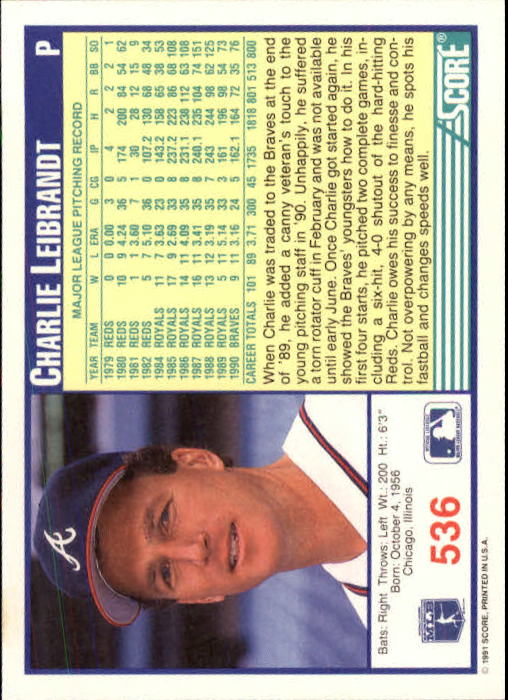 CHARLIE LEIBRANDT P
MAJOR LEAGUE PITCHING RECORD
YEAR TEAM W L ERA G CG IP H R BB SO
1979 REDS 0 0 0.00 3 0 4 2 2 2 1
1980 REDS 10 9 4.24 36 5 174 200 84 54 62
1981 REDS 1 1 3.60 7 1 30 28 12 15 9
1982 REDS 5 7 5.10 36 0 107.2 130 68 48 34
1984 ROYALS 11 7 3.63 23 0 143.2 158 65 38 53
1985 ROYALS 17 9 2.69 33 8 237.2 223 86 68 108
1986 ROYALS 14 11 4.09 35 8 231.1 238 112 63 108
1987 ROYALS 16 11 3.41 35 8 240.1 235 104 74 151
1988 ROYALS 13 12 3.19 35 7 243 244 98 62 125
1989 ROYALS 5 11 5.14 33 3 161 196 98 54 73
1990 BRAVES 9 11 3.16 24 5 162.1 164 72 35 76
CAREER TOTALS 101 89 3.71 300 45 1735 1818 801 513 800
When Charlie was traded to the Braves at the end
of '89, he added a canny veteran's touch to the
young pitching staff in '90. Unhappily, he suffered
a torn rotator cuff in February and was not available
until early June. Once Charlie got started again, he
showed the Braves' youngsters how to do it. In his
first four starts, he pitched two complete games, in-
cluding a six-hit, 4-0 shutout of the hard-hitting
Reds. Charlie owes his success to finesse and con-
trol. Not overpowering by any means, he spots his
fastball and changes speeds well.
SCORE®
A
Bats: Right Throws: Left Wt.: 200 Ht.: 6'3"
Born: October 4, 1956
Chicago, Illinois
536
© 1991 SCORE, PRINTED IN U.S.A.